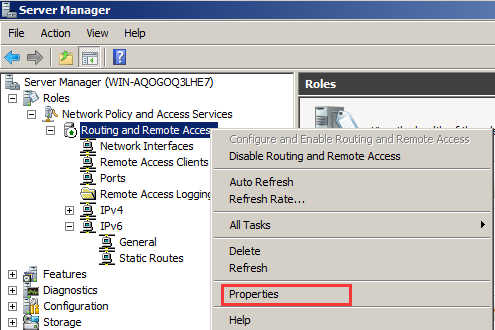 Server Manager
File Action View Help
Server Manager (WIN-AQOGOQ3LHE7)
Roles
Network Policy and Access Services
Routing and Remote Access
Network Interfaces
Remote Access Clients
Ports
Remote Access Logging
IPv4
IPv6
General
Static Routes
Features
Diagnostics
Configuration
Storage
Roles
Configure and Enable Routing and Remote Access
Disable Routing and Remote Access
Auto Refresh
Refresh Rate...
All Tasks
Delete
Refresh
Properties
Help